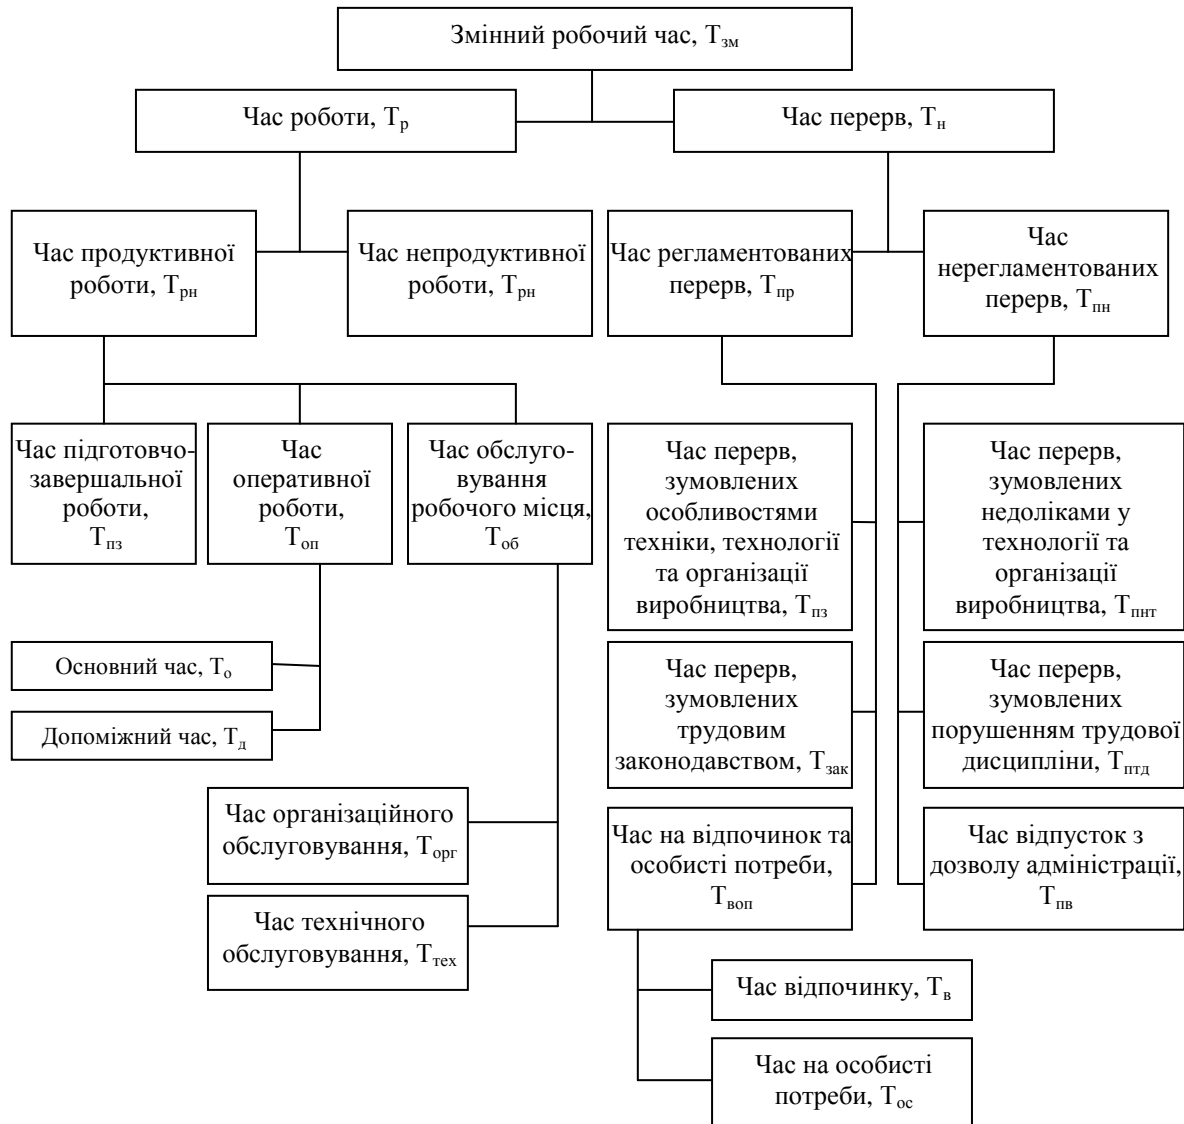 Змінний робочий час, Тзм
Час роботи, Тр
Час перерв, Тн
Час продуктивної
роботи, Трн
Час непродуктивної
роботи, Трн
Час регламентованих
перерв, Тпр
Час
нерегламентованих
перерв, Тпн
Час підготовчо-
завершальної
роботи,
Тпз
Час
оперативної
роботи,
Топ
Час обслуго-
вування
робочого місця,
Тоб
Час перерв,
зумовлених
особливостями
техніки, технології
та організації
виробництва, Тпз
Час перерв,
зумовлених
недоліками у
технології та
організації
виробництва, Тпнт
Основний час, То
Допоміжний час, Тд
Час перерв,
зумовлених
трудовим
законодавством, Тзак
Час перерв,
зумовлених
порушенням трудової
дисципліни, Тптд
Час організаційного
обслуговування, Торг
Час технічного
обслуговування, Ттех
Час на відпочинок та
особисті потреби,
Твоп
Час відпусток з
дозволу адміністрації,
Тпв
Час відпочинку, Тв
Час на особисті
потреби, Тос